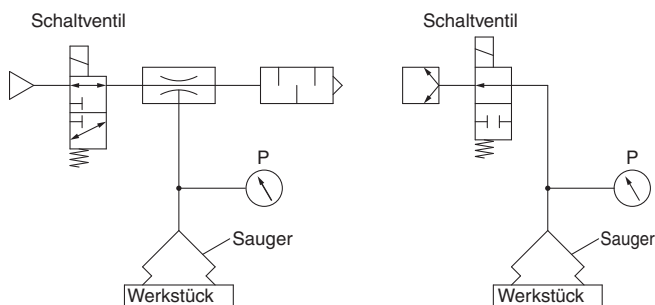 Schaltventil
P
Sauger
Werkstück
Schaltventil
P
Sauger
Werkstück